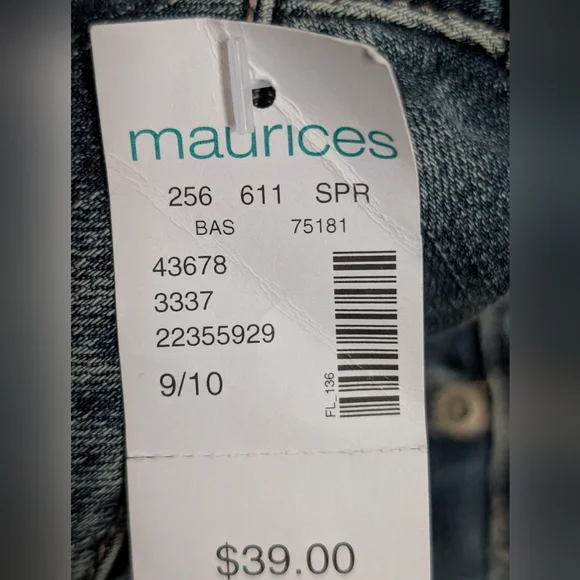 maurices
256 611 SPR
BAS 75181
43678
3337
22355929
9/10
FL_136
$39.00